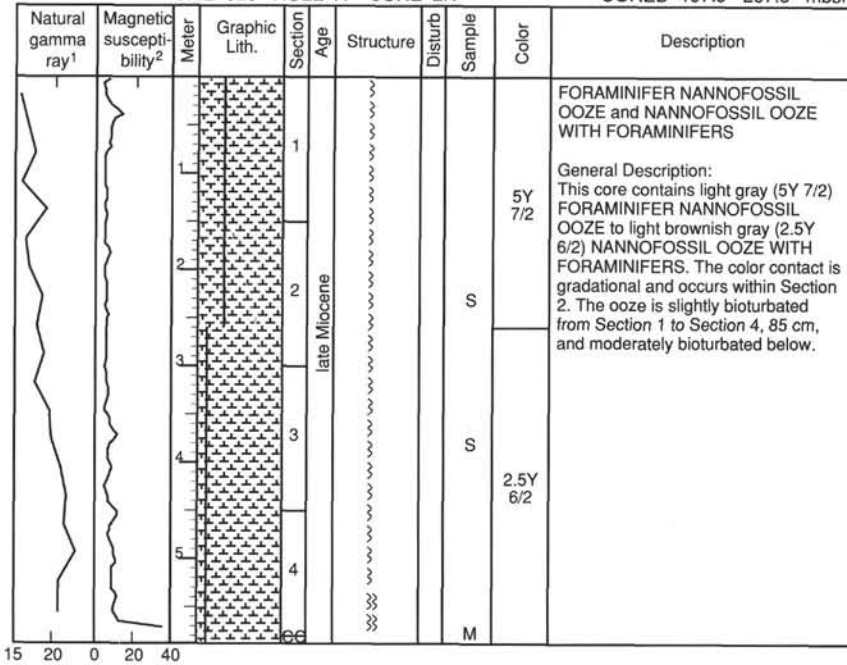 Natural gamma ray1
Magnetic suscepti-bility2
Meter
Graphic Lith.
Section
Age
Structure
Disturb
Sample
Color
Description
1
2
3
4
5
1
2
3
4
CC
late Miocene
S
S
M
5Y
7/2
2.5Y
6/2
FORAMINIFER NANNOFOSSIL
OOZE and NANNOFOSSIL OOZE
WITH FORAMINIFERS
General Description:
This core contains light gray (5Y 7/2)
FORAMINIFER NANNOFOSSIL
OOZE to light brownish gray (2.5Y
6/2) NANNOFOSSIL OOZE WITH
FORAMINIFERS. The color contact is
gradational and occurs within Section
2. The ooze is slightly bioturbated
from Section 1 to Section 4, 85 cm,
and moderately bioturbated below.
15 20 0 20 40